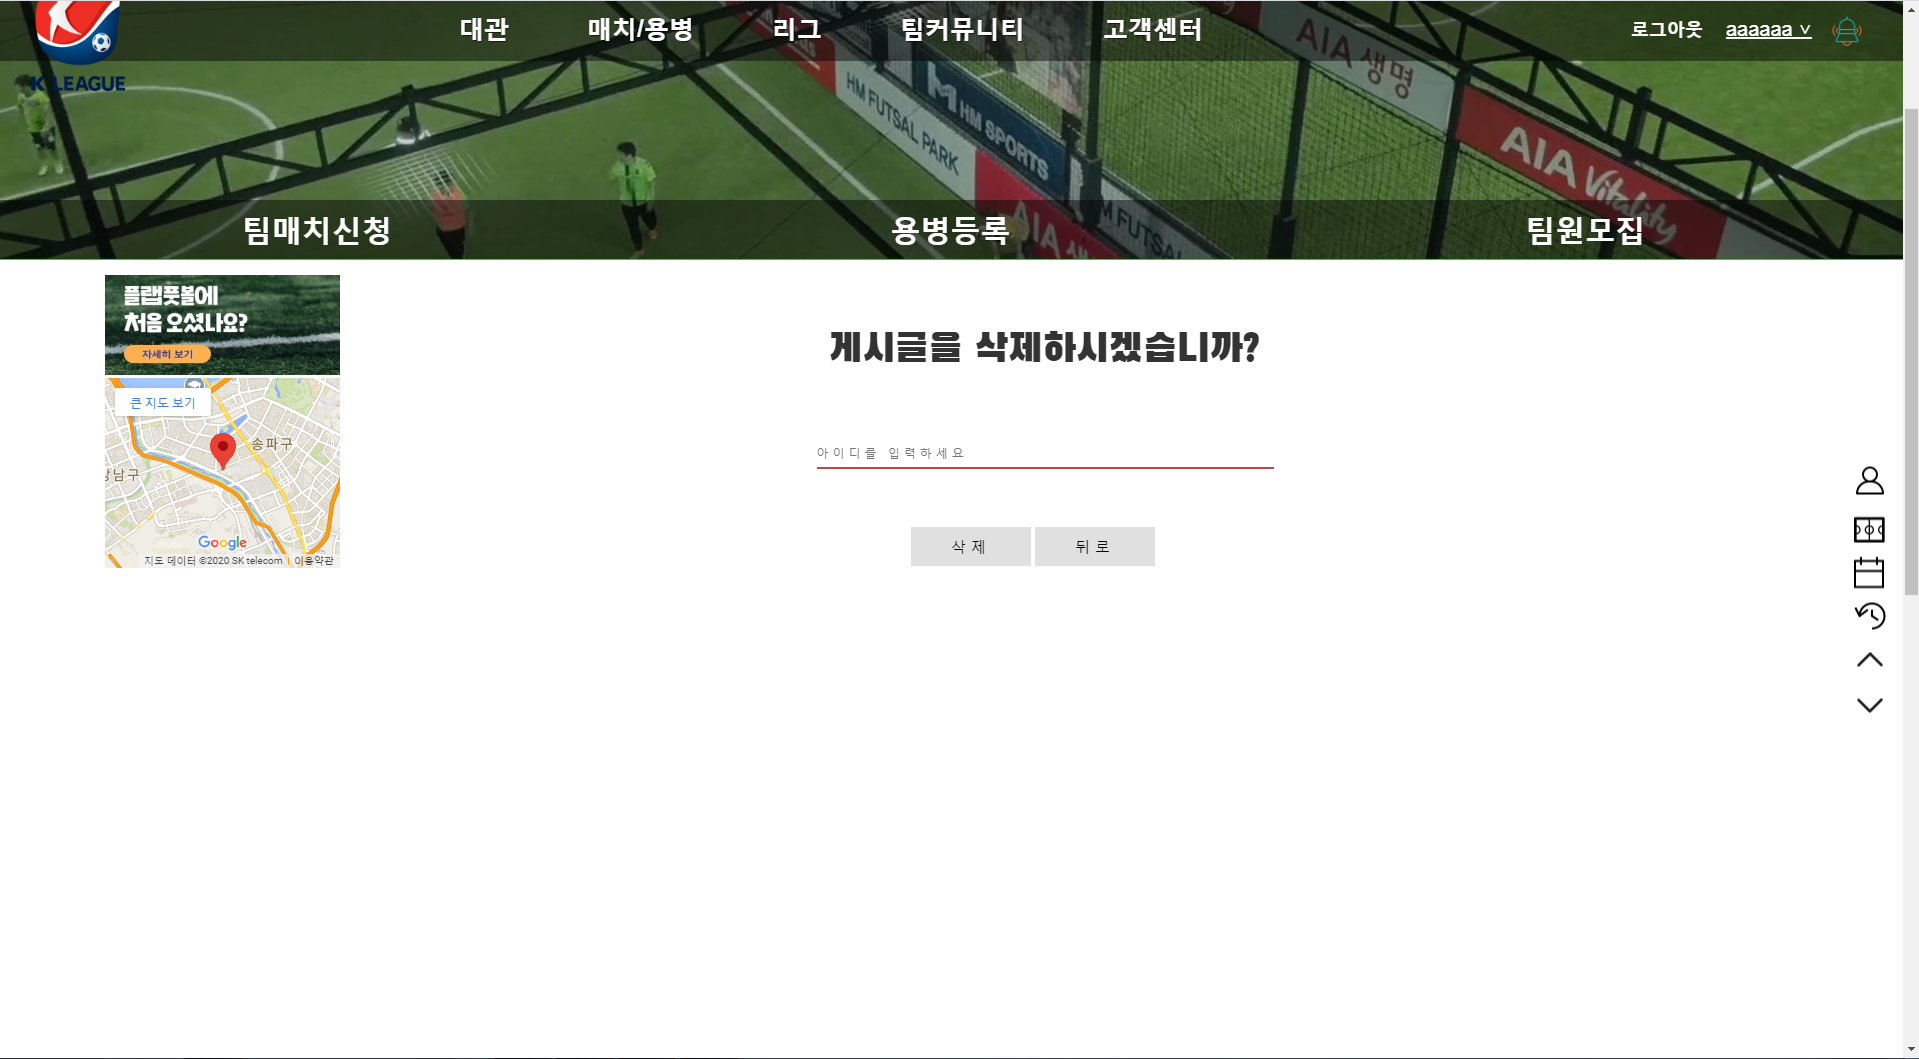 대관 매치/용병 리그 팀커뮤니티 고객센터 로그아웃 aaaaaa ∨
K LEAGUE
AIA 생명
HM FUTSAL PARK
HM SPORTS
AIA Vitality
M FUTSAL
팀매치신청 용병등록 팀원모집
플랩풋볼에
처음 오셨나요?
자세히 보기
큰 지도 보기
송파구
강남구
Google
지도 데이터 ©2020 SK telecom 이용약관
게시글을 삭제하시겠습니까?
아이디를 입력하세요
삭제 뒤로